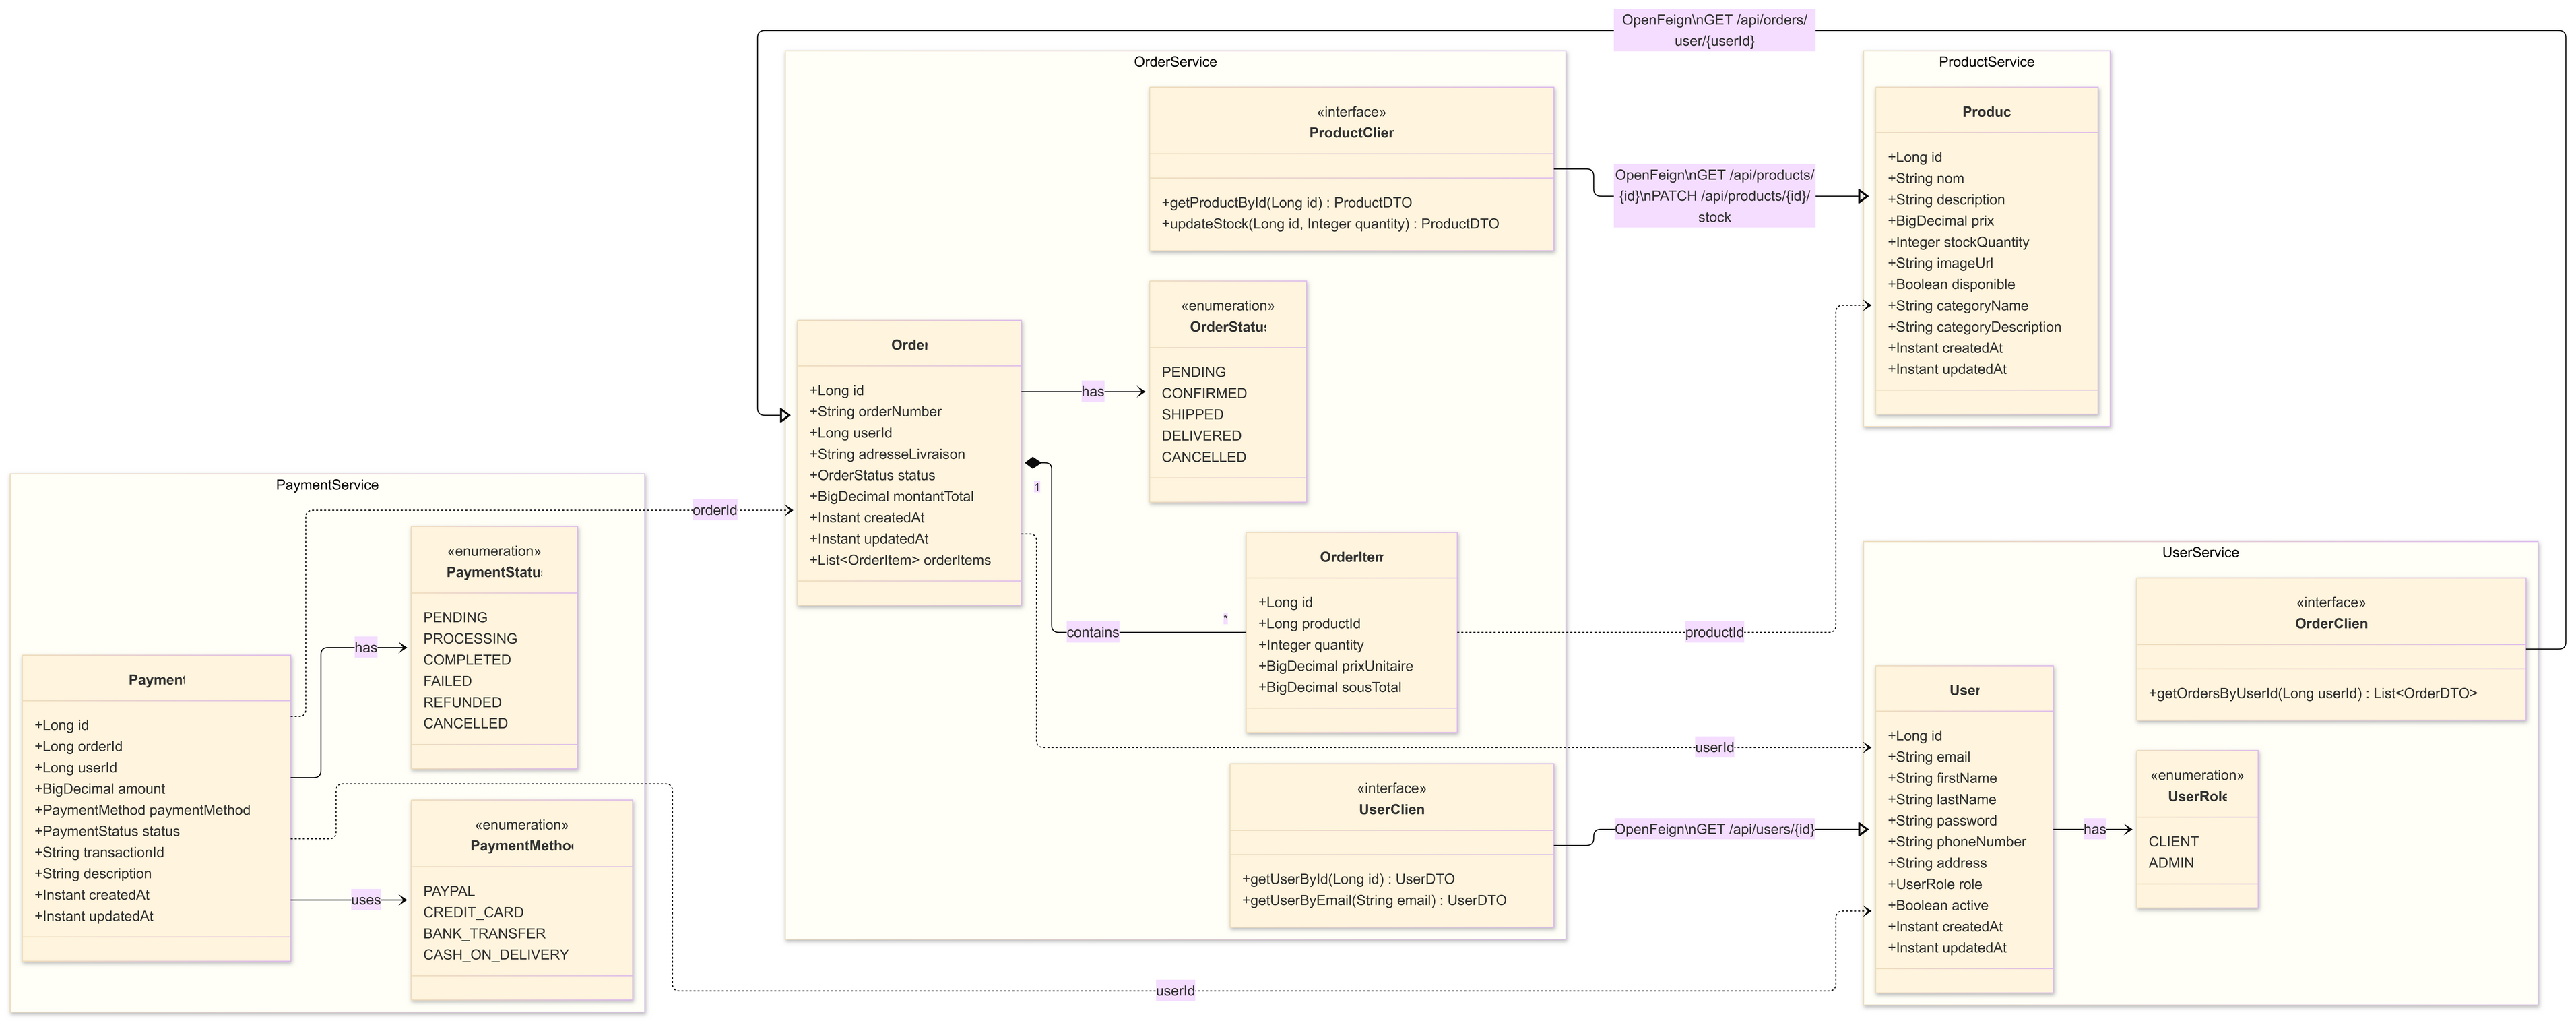 OpenFeign\nGET /api/orders/
user/{userId}
OrderService
«interface»
ProductClien
+getProductById(Long id) : ProductDTO
+updateStock(Long id, Integer quantity) : ProductDTO
OpenFeign\nGET /api/products/
{id}\nPATCH /api/products/{id}/
stock
ProductService
Produc
+Long id
+String nom
+String description
+BigDecimal prix
+Integer stockQuantity
+String imageUrl
+Boolean disponible
+String categoryName
+String categoryDescription
+Instant createdAt
+Instant updatedAt
«enumeration»
OrderStatus
PENDING
CONFIRMED
SHIPPED
DELIVERED
CANCELLED
Order
+Long id
+String orderNumber
+Long userId
+String adresseLivraison
+OrderStatus status
+BigDecimal montantTotal
+Instant createdAt
+Instant updatedAt
+List<OrderItem> orderItems
has
1
contains
*
OrderItem
+Long id
+Long productId
+Integer quantity
+BigDecimal prixUnitaire
+BigDecimal sousTotal
productId
userId
«interface»
UserClien
+getUserById(Long id) : UserDTO
+getUserByEmail(String email) : UserDTO
OpenFeign\nGET /api/users/{id}
PaymentService
orderId
«enumeration»
PaymentStatus
PENDING
PROCESSING
COMPLETED
FAILED
REFUNDED
CANCELLED
has
Payment
+Long id
+Long orderId
+Long userId
+BigDecimal amount
+PaymentMethod paymentMethod
+PaymentStatus status
+String transactionId
+String description
+Instant createdAt
+Instant updatedAt
uses
«enumeration»
PaymentMethod
PAYPAL
CREDIT_CARD
BANK_TRANSFER
CASH_ON_DELIVERY
userId
UserService
«interface»
OrderClien
+getOrdersByUserId(Long userId) : List<OrderDTO>
User
+Long id
+String email
+String firstName
+String lastName
+String password
+String phoneNumber
+String address
+UserRole role
+Boolean active
+Instant createdAt
+Instant updatedAt
has
«enumeration»
UserRole
CLIENT
ADMIN